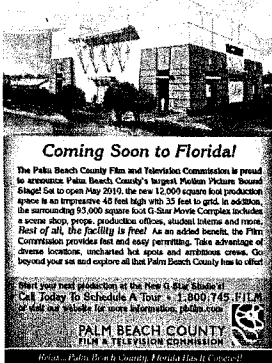 Coming Soon to Florida!
The Palm Beach County Film and Television Commission is proud
to announce Palm Beach County's largest Motion Picture Sound
Stage! Set to open May 2010, the new 12,000 square foot production
space is an impressive 48 feet high with 35 feet to grid. In addition,
the surrounding 93,000 square foot G-Star Movie Complex includes
a scene shop, props, production offices, student interns and more.
Best of all, the facility is free! As an added benefit, the Film
Commission provides fast and easy permitting. Take advantage of
diverse locations, uncharted hot spots and ambitious crews. Go
beyond your set and explore all that Palm Beach County has to offer!
Start your next production at the New G-Star Studio's!
Call Today To Schedule A Tour • 1.800.745.FILM
or visit our website for more information, pbfilm.com
PALM BEACH COUNTY
FILM & TELEVISION COMMISSION
Relax... Palm Beach County, Florida Has It Covered!